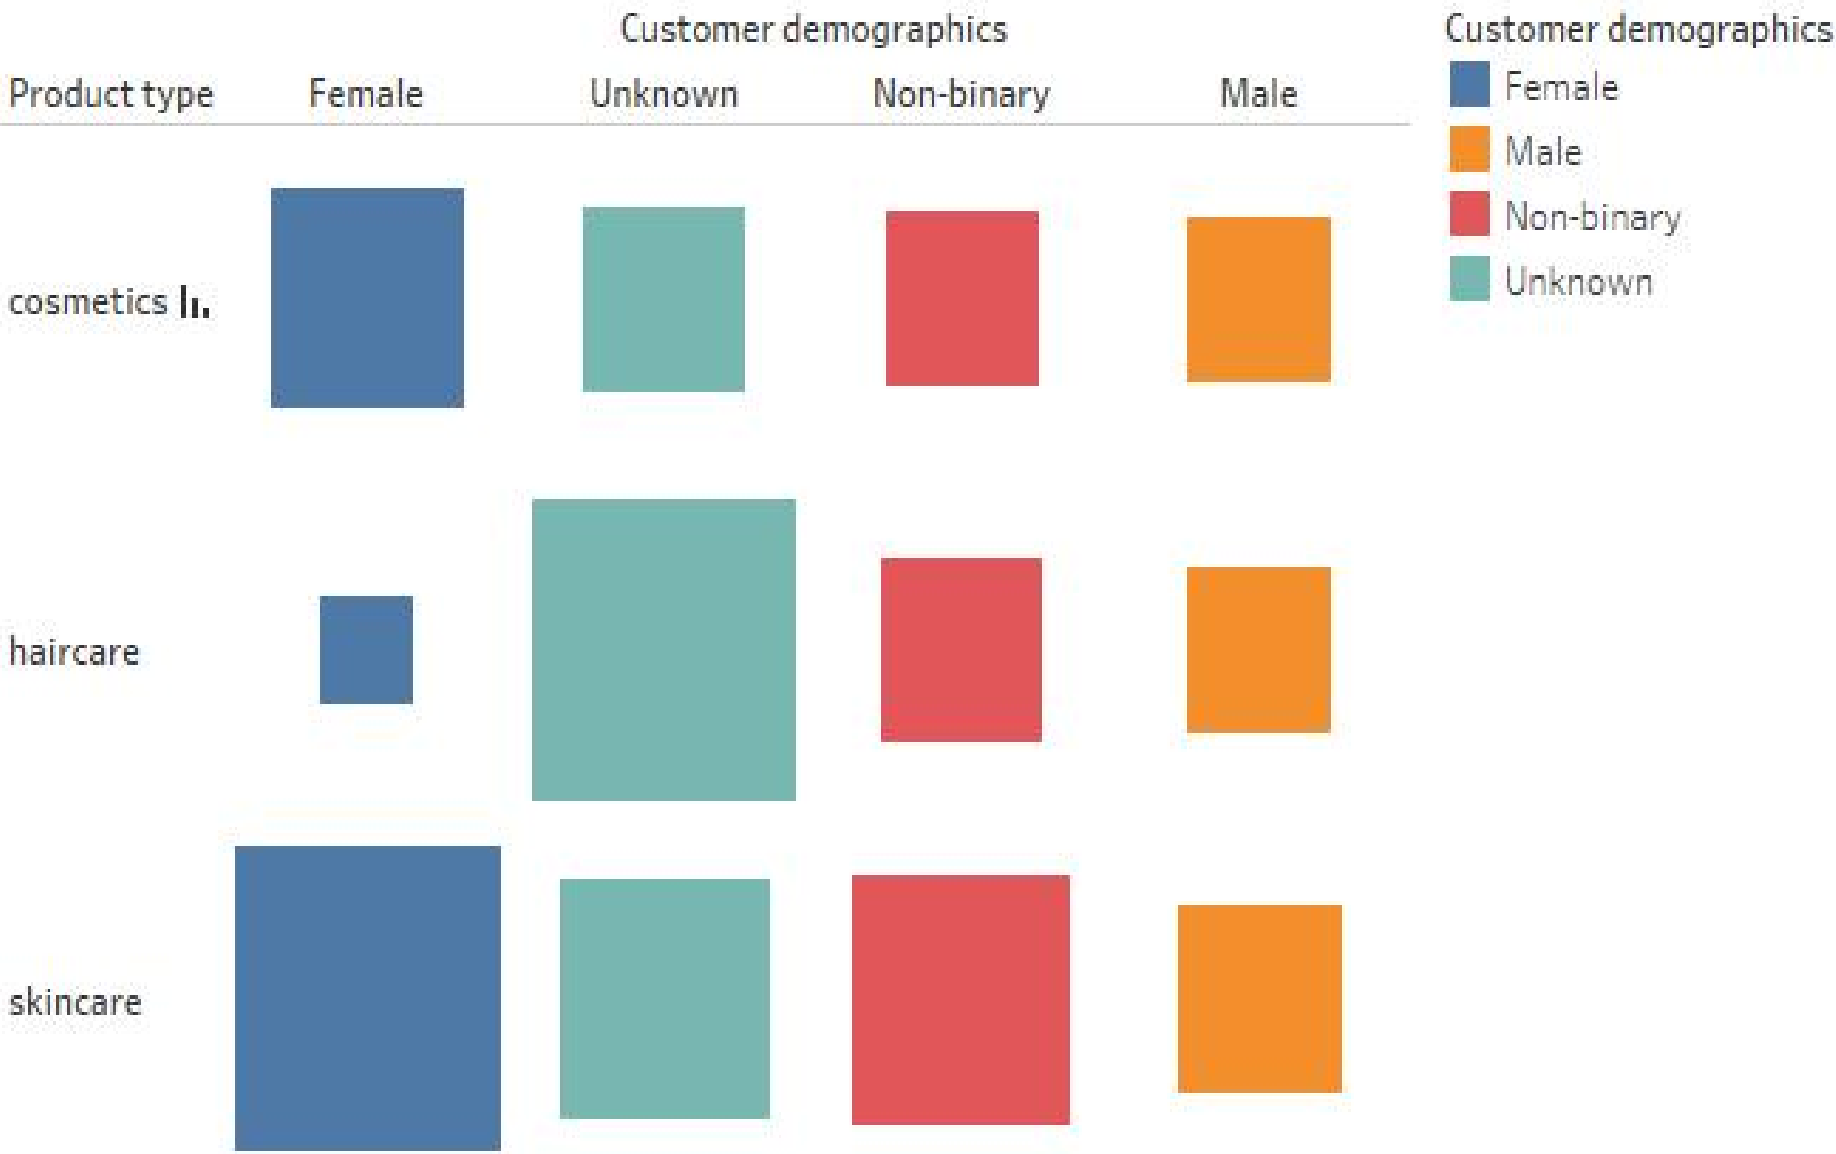 Customer demographics
Product type Female Unknown Non-binary Male
cosmetics
haircare
skincare
Customer demographics
Female
Male
Non-binary
Unknown